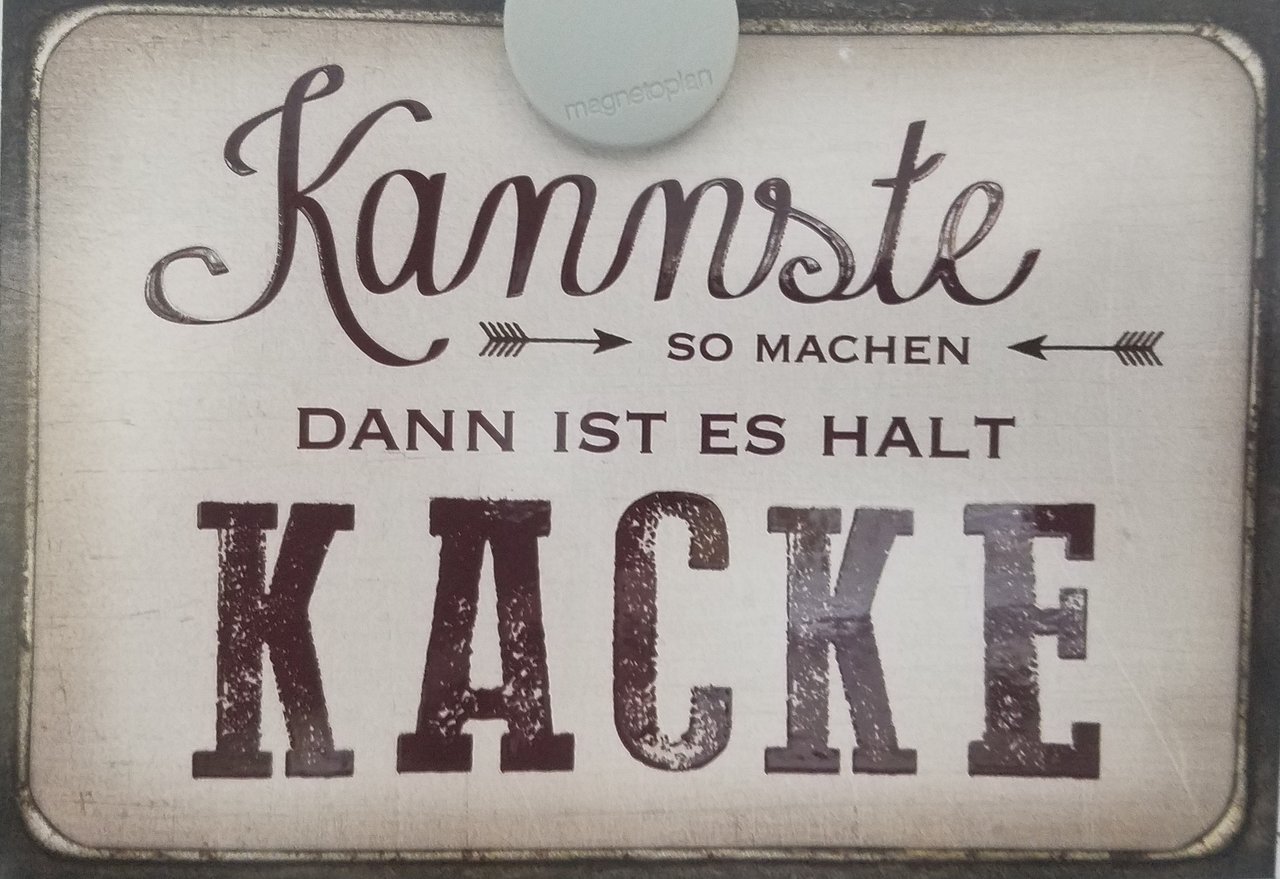 magnetoplan
Kannste
SO MACHEN
DANN IST ES HALT
KACKE